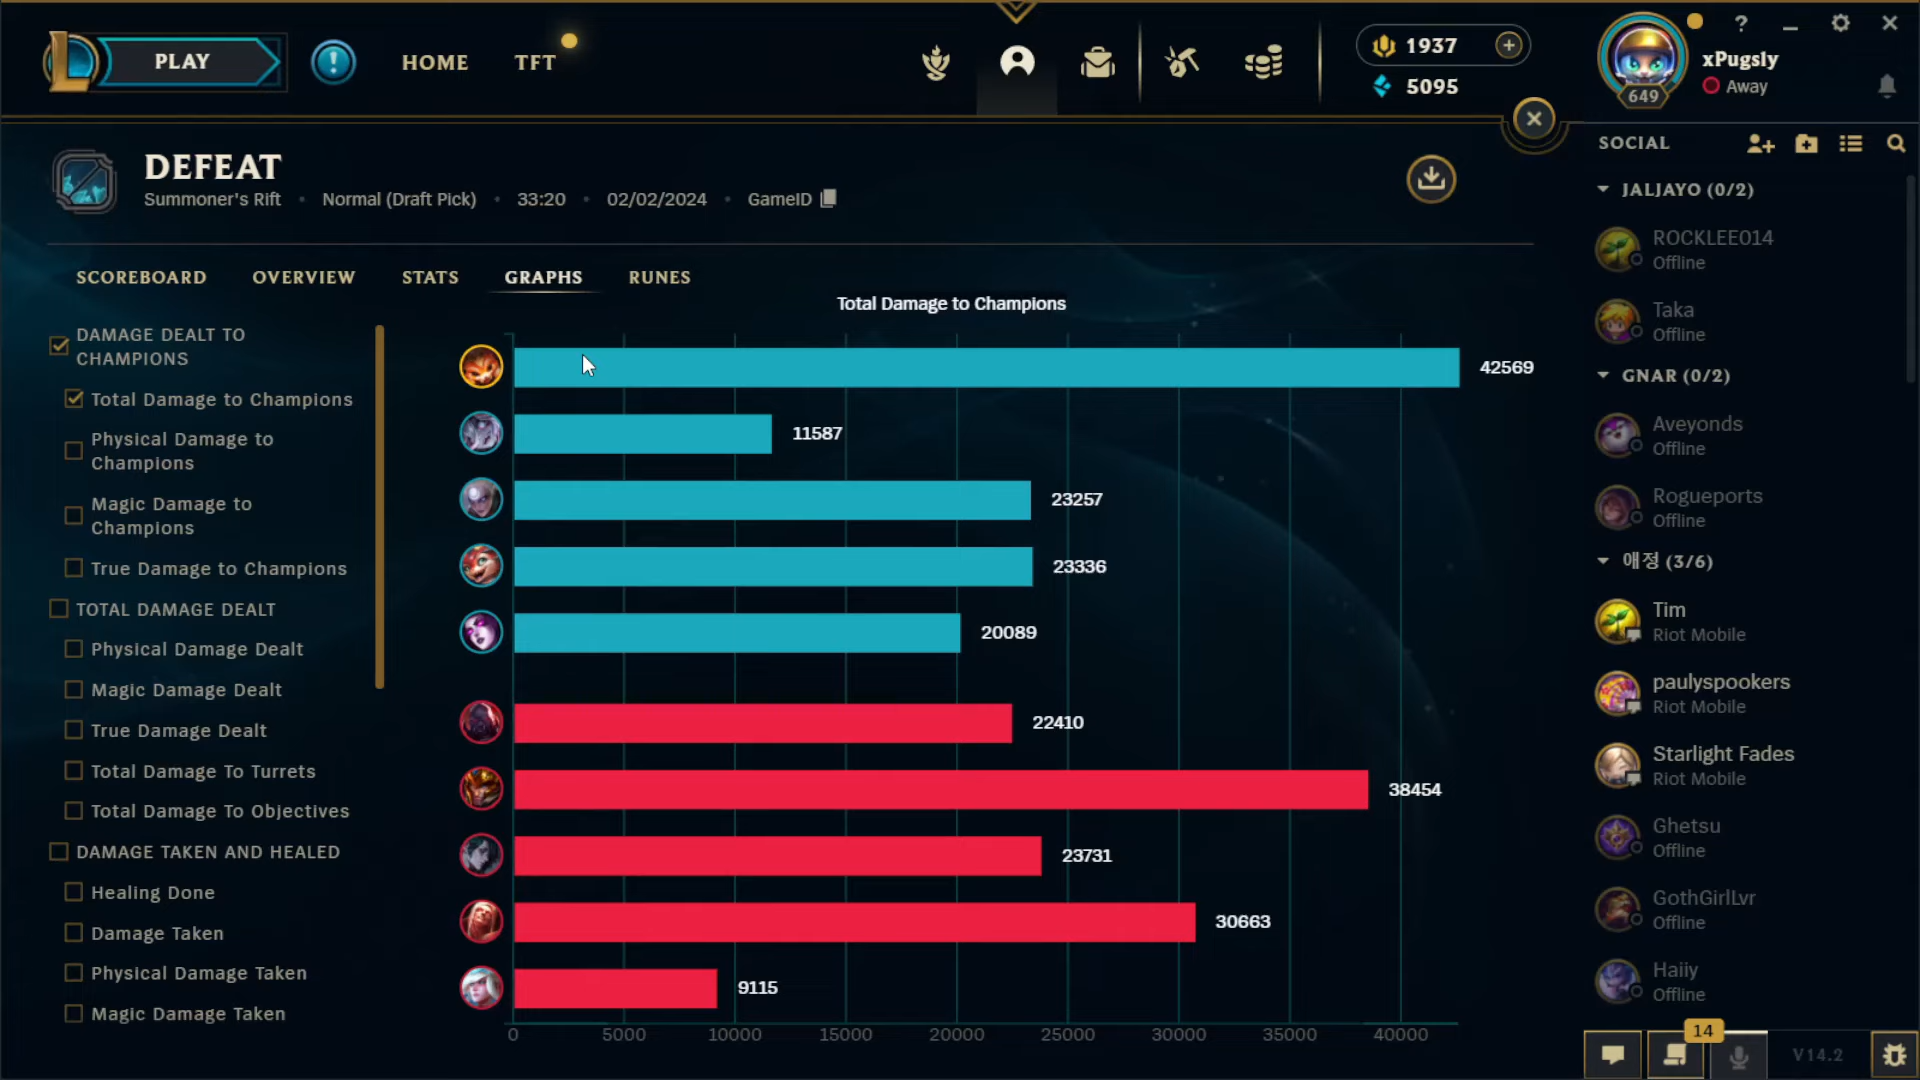 PLAY
HOME
TFT
1937
5095
?
649
xPugsly
Away
DEFEAT
Summoner's Rift • Normal (Draft Pick) • 33:20 • 02/02/2024 • GameID
SCOREBOARD
OVERVIEW
STATS
GRAPHS
RUNES
DAMAGE DEALT TO
CHAMPIONS
Total Damage to Champions
Physical Damage to
Champions
Magic Damage to
Champions
True Damage to Champions
TOTAL DAMAGE DEALT
Physical Damage Dealt
Magic Damage Dealt
True Damage Dealt
Total Damage To Turrets
Total Damage To Objectives
DAMAGE TAKEN AND HEALED
Healing Done
Damage Taken
Physical Damage Taken
Magic Damage Taken
Total Damage to Champions
42569
11587
23257
23336
20089
22410
38454
23731
30663
9115
0 5000 10000 15000 20000 25000 30000 35000 40000
SOCIAL
JALJAYO (0/2)
ROCKLEE014
Offline
Taka
Offline
GNAR (0/2)
Aveyonds
Offline
Rogueports
Offline
애정 (3/6)
Tim
Riot Mobile
paulyspookers
Riot Mobile
Starlight Fades
Riot Mobile
Ghetsu
Offline
GothGirlLvr
Offline
Haiiy
Offline
14
V14.2